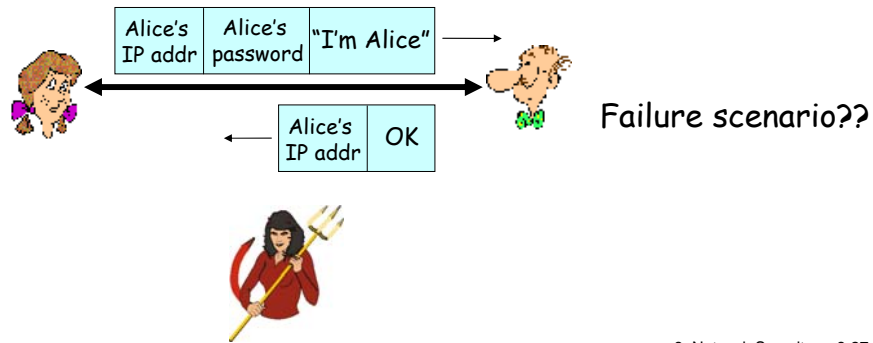 Alice's IP addr
Alice's password
"I'm Alice"
Failure scenario??
Alice's IP addr
OK